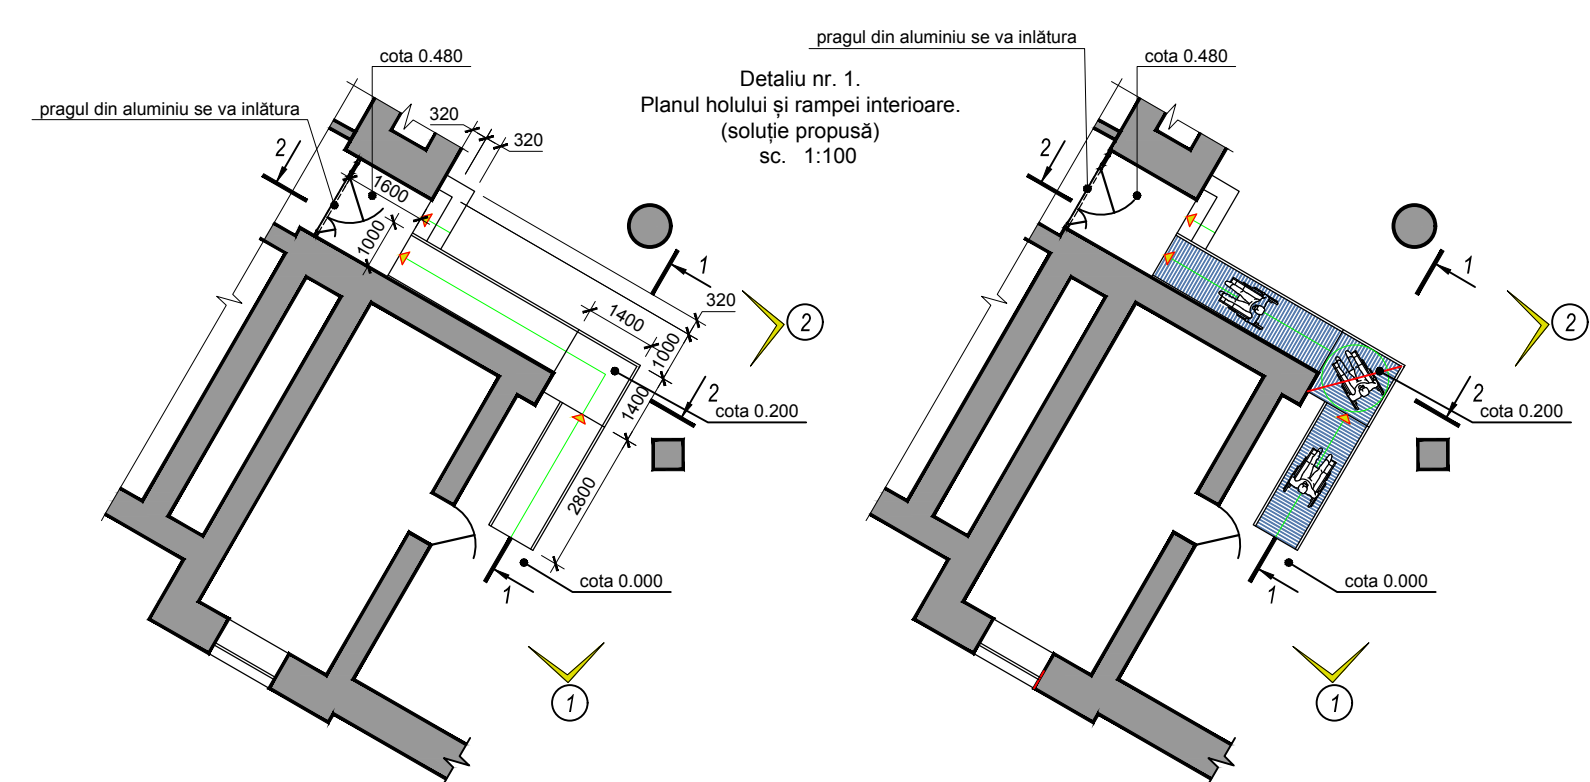 pragul din aluminiu se va inlătura
cota 0.480
Detaliu nr. 1.
Planul holului și rampei interioare.
(soluție propusă)
sc. 1:100
pragul din aluminiu se va inlătura
cota 0.480
320
320
2
1600
1000
1
320
1400
1000
2
2
1400
cota 0.200
2800
1
cota 0.000
1
2
1
2
2
cota 0.200
1
cota 0.000
1